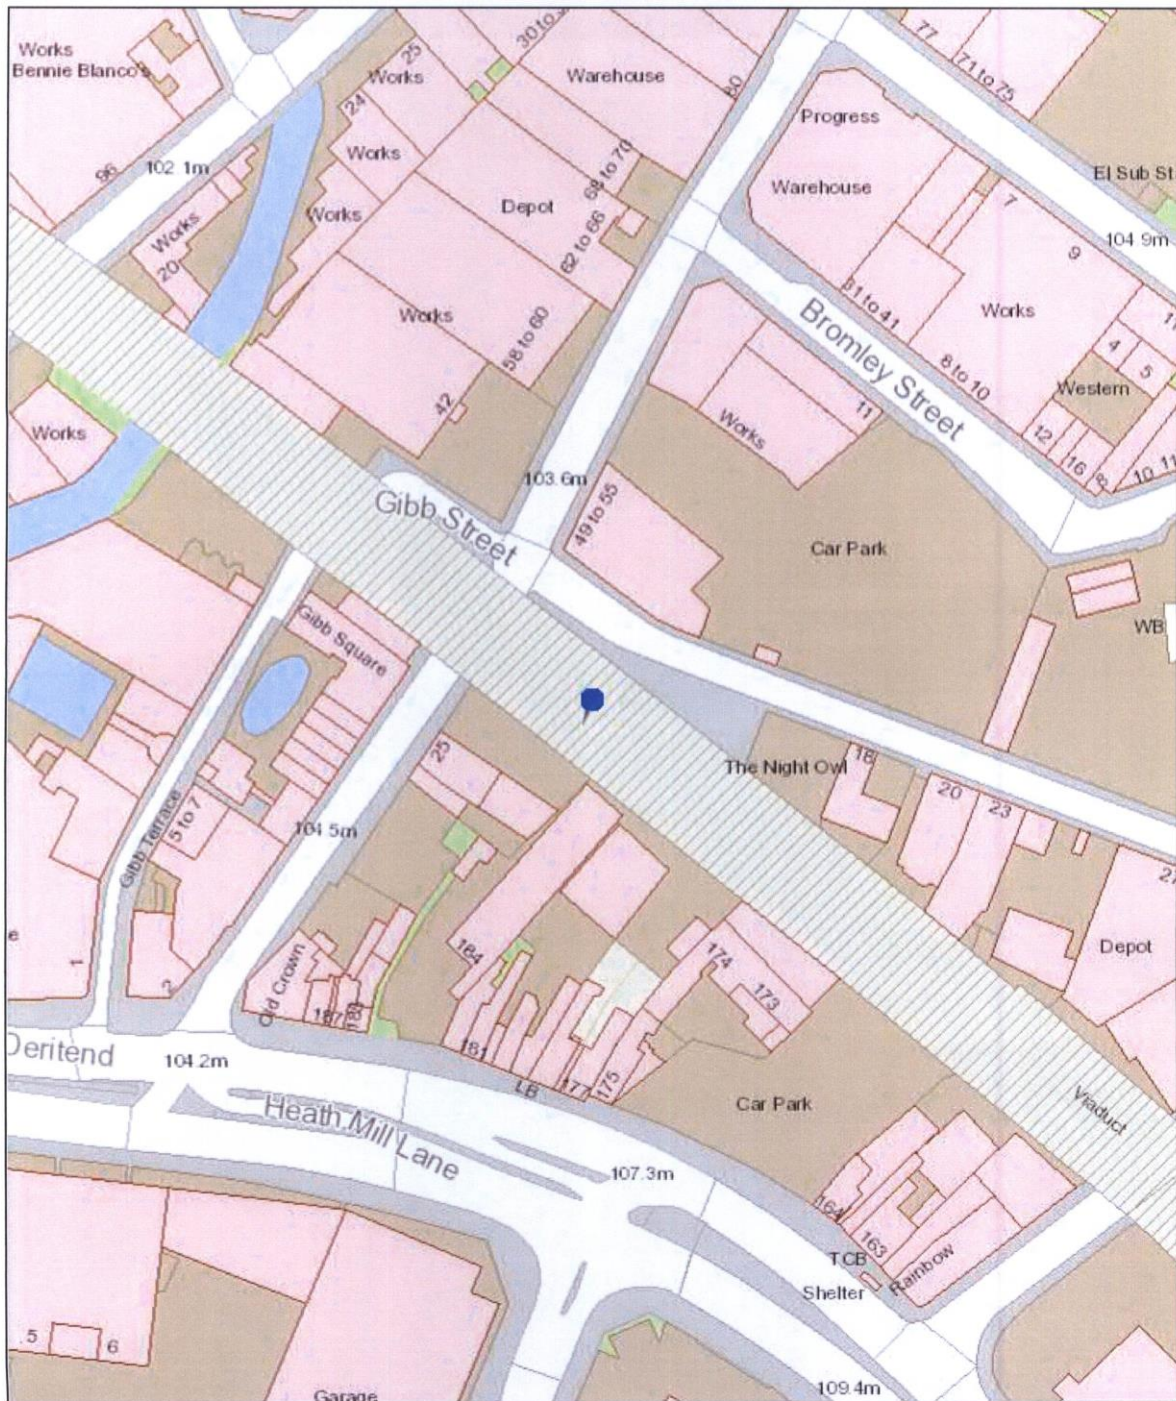 Works
Bennie Blanco's
25
Works
30 to
Warehouse
60
77
71 to 75
24
Works
Progress
Warehouse
96
102.1m
68 to 70
El Sub St
Works
Depot
62 to 66
7
Works
20
9
104.9m
Works
58 to 60
31 to 41
Works
Bromley Street
8 to 10
4
5
Western
42
11
Works
Works
12
16
10
11
103.6m
Gibb Street
49 to 55
Car Park
Gibb Square
WB
25
The Night Owl
18
20
23
Gibb Terrace
5 to 7
104.5m
1
2
Old Crown
184
174
173
Depot
181
LB
177
175
Deritend
104.2m
Heath Mill Lane
Car Park
Viaduct
107.3m
164
163
TCB
Rainbow
Shelter
5
6
Garage
109.4m